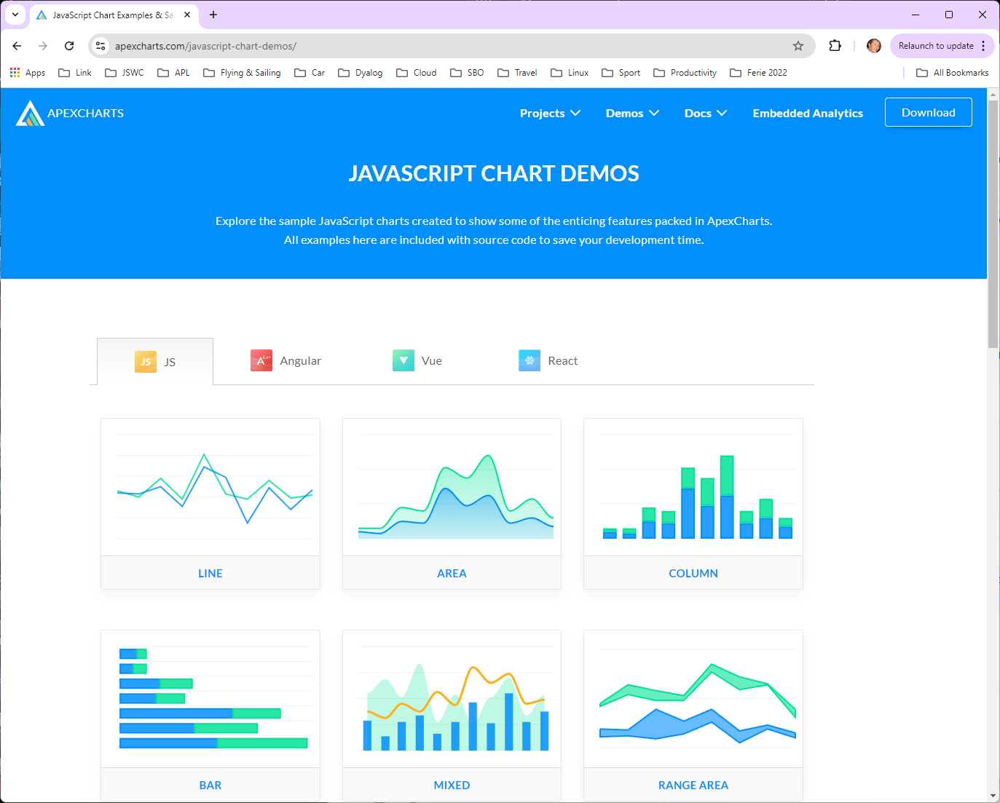 JavaScript Chart Examples & Sa
apexcharts.com/javascript-chart-demos/
Relaunch to update
Apps Link JSWC APL Flying & Sailing Car Dyalog Cloud SBO Travel Linux Sport Productivity Ferie 2022 All Bookmarks
APEXCHARTS Projects Demos Docs Embedded Analytics Download
JAVASCRIPT CHART DEMOS
Explore the sample JavaScript charts created to show some of the enticing features packed in ApexCharts.
All examples here are included with source code to save your development time.
JS JS Angular Vue React
LINE AREA COLUMN
BAR MIXED RANGE AREA